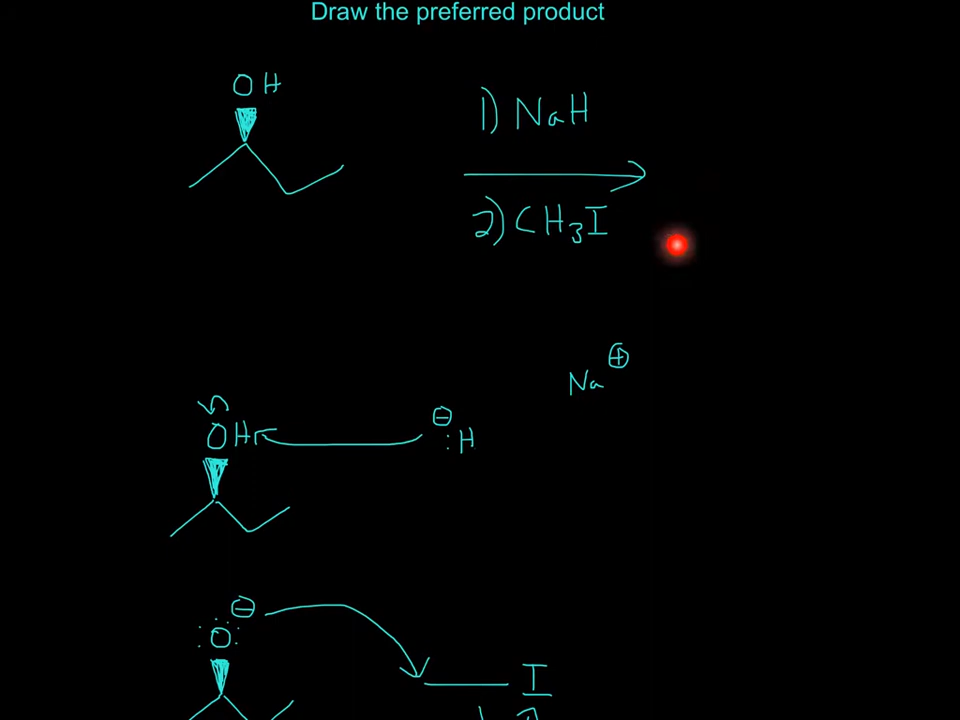 Draw the preferred product
OH
1) NaH
2) CH3I
Na ⊕
⊖
OH
:H
⊖
:O:
I